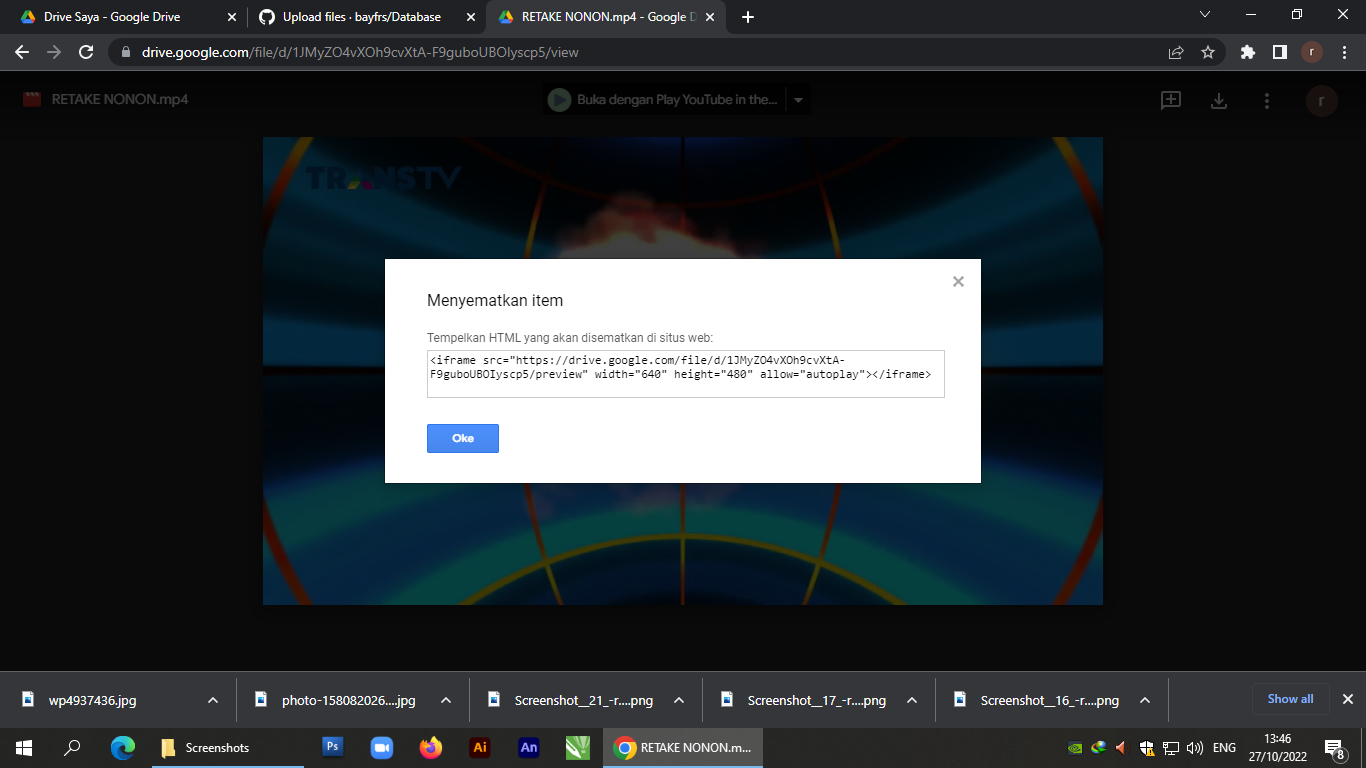 Drive Saya - Google Drive
Upload files · bayfrs/Database
RETAKE NONON.mp4 - Google D
drive.google.com/file/d/1JMyZO4vXOh9cvXtA-F9guboUBOIyscp5/view
r
RETAKE NONON.mp4
Buka dengan Play YouTube in the...
r
TRANSTV
Menyematkan item
Tempelkan HTML yang akan disematkan di situs web:
<iframe src="https://drive.google.com/file/d/1JMyZO4vXOh9cvXtA-
F9guboUBOIyscp5/preview" width="640" height="480" allow="autoplay"></iframe>
Oke
wp4937436.jpg
photo-158082026....jpg
Screenshot__21_-r....png
Screenshot__17_-r....png
Screenshot__16_-r....png
Show all
Screenshots
Ps
Ai
An
RETAKE NONON.m...
ENG
13:46
27/10/2022
8